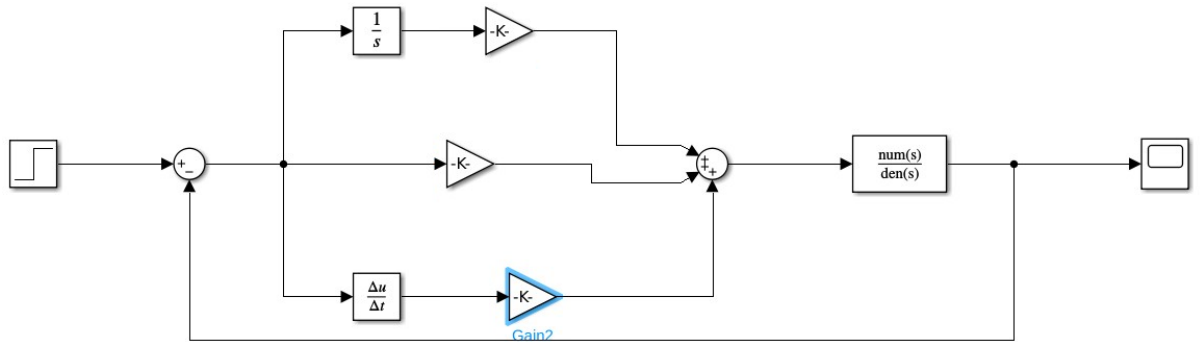 1
s
-K-
+
−
-K-
+
+
+
num(s)
den(s)
Δu
Δt
-K-
Gain2